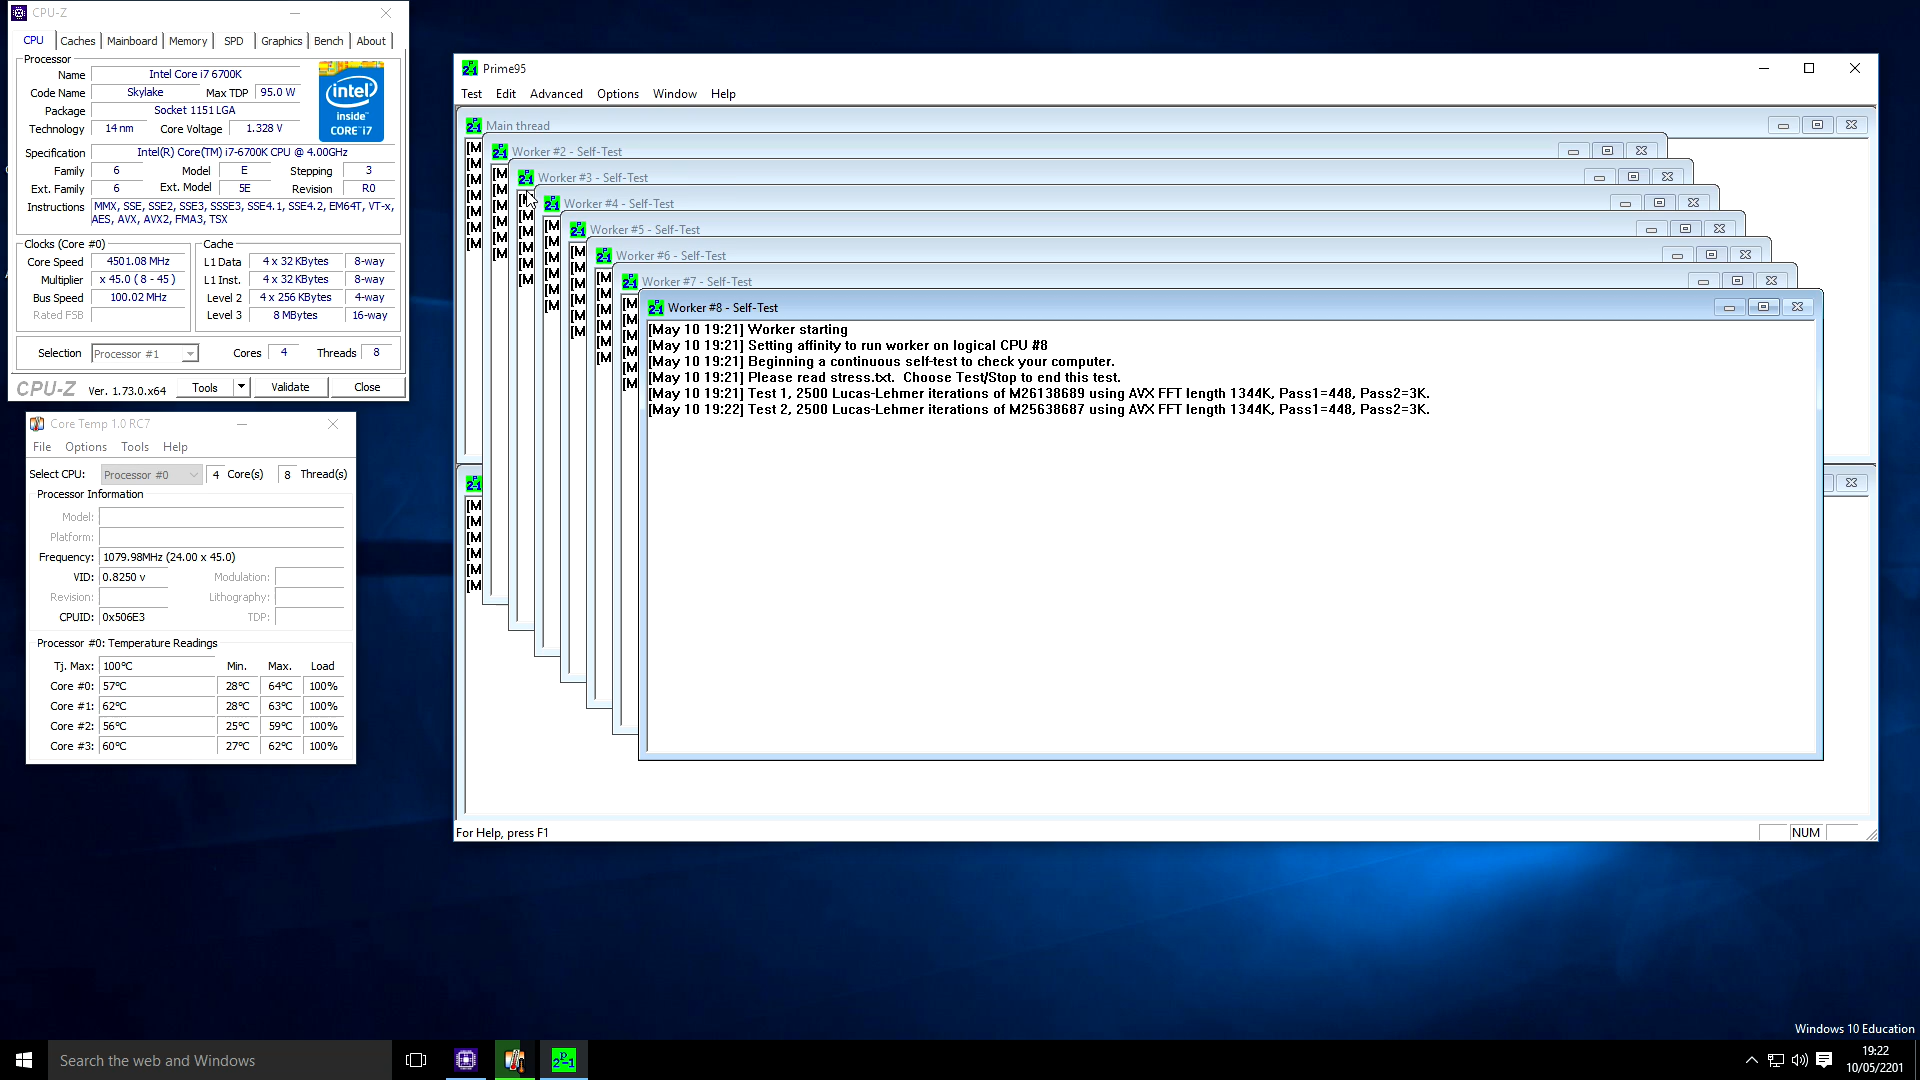 CPU-Z
CPU Caches Mainboard Memory SPD Graphics Bench About
Processor
Name Intel Core i7 6700K
Code Name Skylake Max TDP 95.0 W
Package Socket 1151 LGA
Technology 14 nm Core Voltage 1.328 V
intel inside™ CORE™ i7
Specification Intel(R) Core(TM) i7-6700K CPU @ 4.00GHz
Family 6 Model E Stepping 3
Ext. Family 6 Ext. Model 5E Revision R0
Instructions MMX, SSE, SSE2, SSE3, SSSE3, SSE4.1, SSE4.2, EM64T, VT-x,
AES, AVX, AVX2, FMA3, TSX
Clocks (Core #0)
Core Speed 4501.08 MHz
Multiplier x 45.0 ( 8 - 45 )
Bus Speed 100.02 MHz
Rated FSB
Cache
L1 Data 4 x 32 KBytes 8-way
L1 Inst. 4 x 32 KBytes 8-way
Level 2 4 x 256 KBytes 4-way
Level 3 8 MBytes 16-way
Selection Processor #1 Cores 4 Threads 8
CPU-Z Ver. 1.73.0.x64 Tools Validate Close
Core Temp 1.0 RC7
File Options Tools Help
Select CPU: Processor #0 4 Core(s) 8 Thread(s)
Processor Information
Model:
Platform:
Frequency: 1079.98MHz (24.00 x 45.0)
VID: 0.8250 v Modulation:
Revision: Lithography:
CPUID: 0x506E3 TDP:
Processor #0: Temperature Readings
Tj. Max: 100°C Min. Max. Load
Core #0: 57°C 28°C 64°C 100%
Core #1: 62°C 28°C 63°C 100%
Core #2: 56°C 25°C 59°C 100%
Core #3: 60°C 27°C 62°C 100%
Prime95
Test Edit Advanced Options Window Help
Main thread
Worker #2 - Self-Test
Worker #3 - Self-Test
Worker #4 - Self-Test
Worker #5 - Self-Test
Worker #6 - Self-Test
Worker #7 - Self-Test
Worker #8 - Self-Test
[May 10 19:21] Worker starting
[May 10 19:21] Setting affinity to run worker on logical CPU #8
[May 10 19:21] Beginning a continuous self-test to check your computer.
[May 10 19:21] Please read stress.txt. Choose Test/Stop to end this test.
[May 10 19:21] Test 1, 2500 Lucas-Lehmer iterations of M26138689 using AVX FFT length 1344K, Pass1=448, Pass2=3K.
[May 10 19:22] Test 2, 2500 Lucas-Lehmer iterations of M25638687 using AVX FFT length 1344K, Pass1=448, Pass2=3K.
For Help, press F1
NUM
Windows 10 Education
Search the web and Windows
19:22
10/05/2201